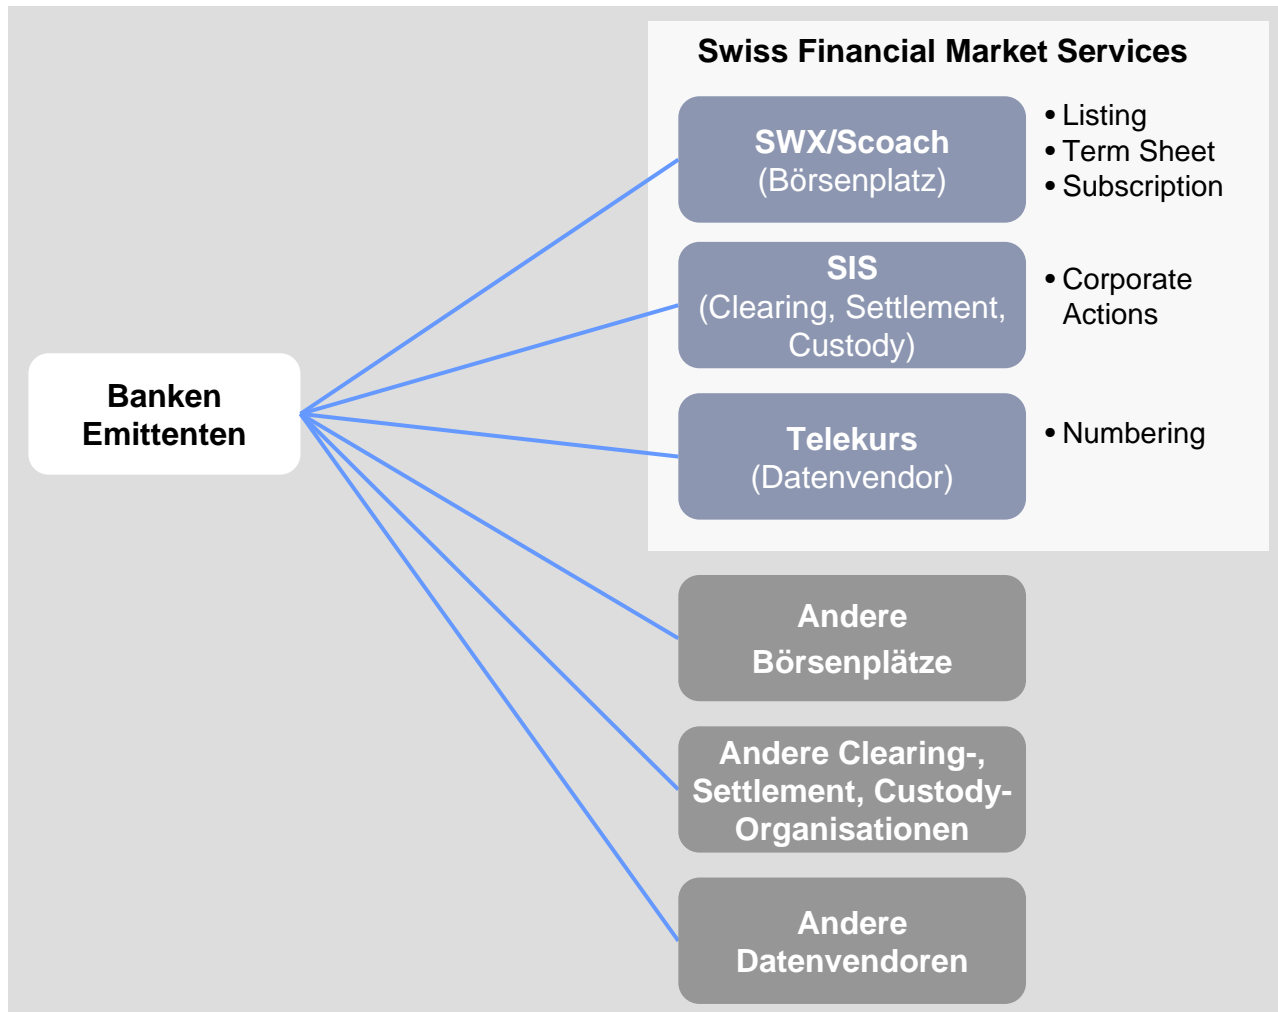 Swiss Financial Market Services
SWX/Scoach
(Börsenplatz)
• Listing
• Term Sheet
• Subscription
SIS
(Clearing, Settlement,
Custody)
• Corporate
Actions
Banken
Emittenten
Telekurs
(Datenvendor)
• Numbering
Andere
Börsenplätze
Andere Clearing-,
Settlement, Custody-
Organisationen
Andere
Datenvendoren